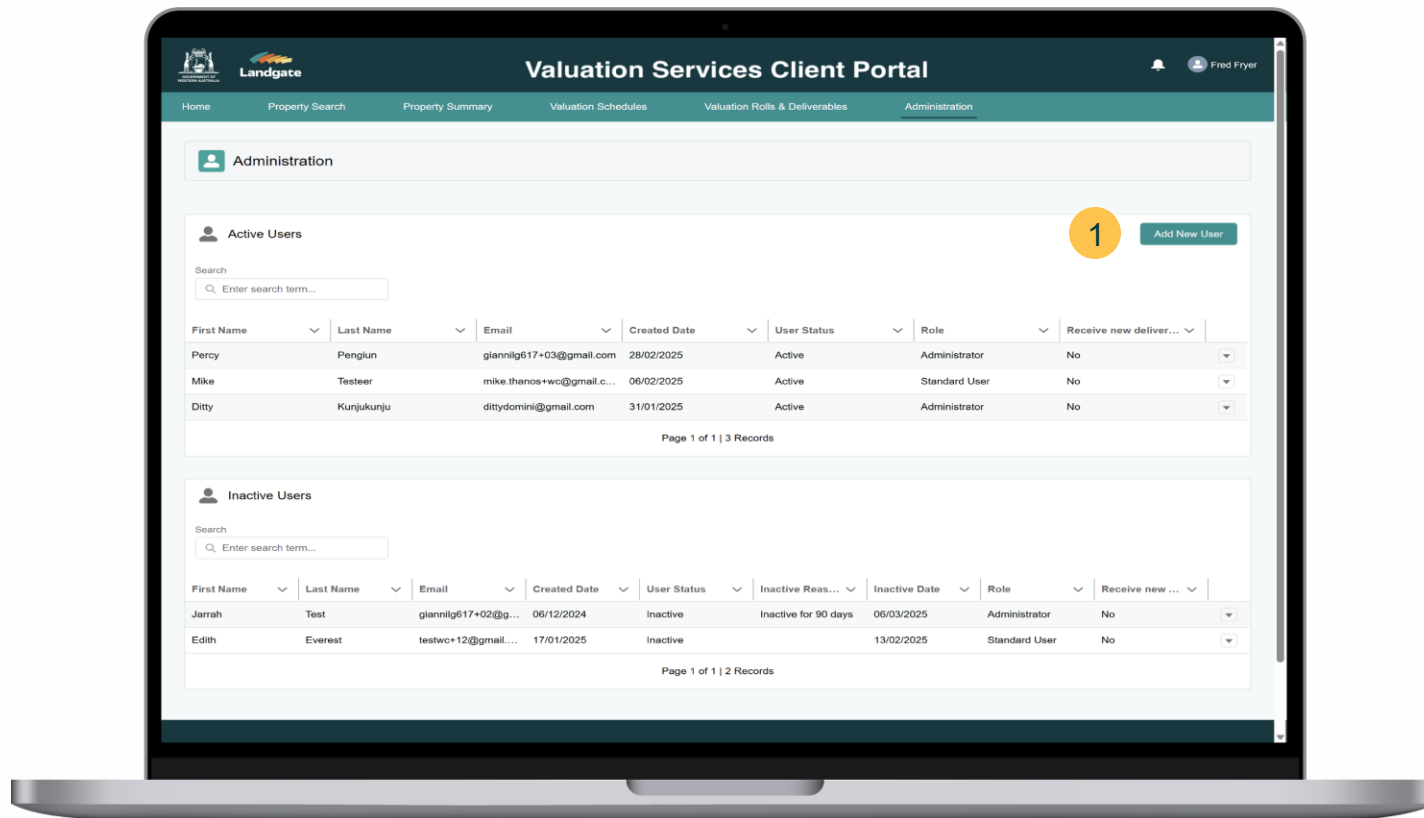 GOVERNMENT OF
WESTERN AUSTRALIA
Landgate
Valuation Services Client Portal
Fred Fryer
Home Property Search Property Summary Valuation Schedules Valuation Rolls & Deliverables Administration
Administration
Active Users
1
Add New User
Search
Enter search term...
First Name Last Name Email Created Date User Status Role Receive new deliver...
Percy Pengiun giannilg617+03@gmail.com 28/02/2025 Active Administrator No
Mike Testeer mike.thanos+wc@gmail.c... 06/02/2025 Active Standard User No
Ditty Kunjukunju dittydomini@gmail.com 31/01/2025 Active Administrator No
Page 1 of 1 | 3 Records
Inactive Users
Search
Enter search term...
First Name Last Name Email Created Date User Status Inactive Reas... Inactive Date Role Receive new ...
Jarrah Test giannilg617+02@g... 06/12/2024 Inactive Inactive for 90 days 06/03/2025 Administrator No
Edith Everest testwc+12@gmail.... 17/01/2025 Inactive 13/02/2025 Standard User No
Page 1 of 1 | 2 Records